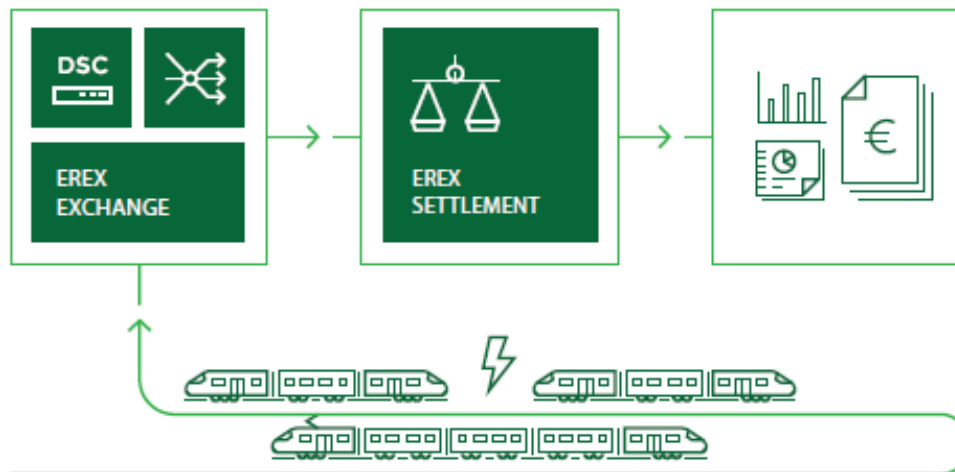 DSC
EREX
EXCHANGE
EREX
SETTLEMENT
€